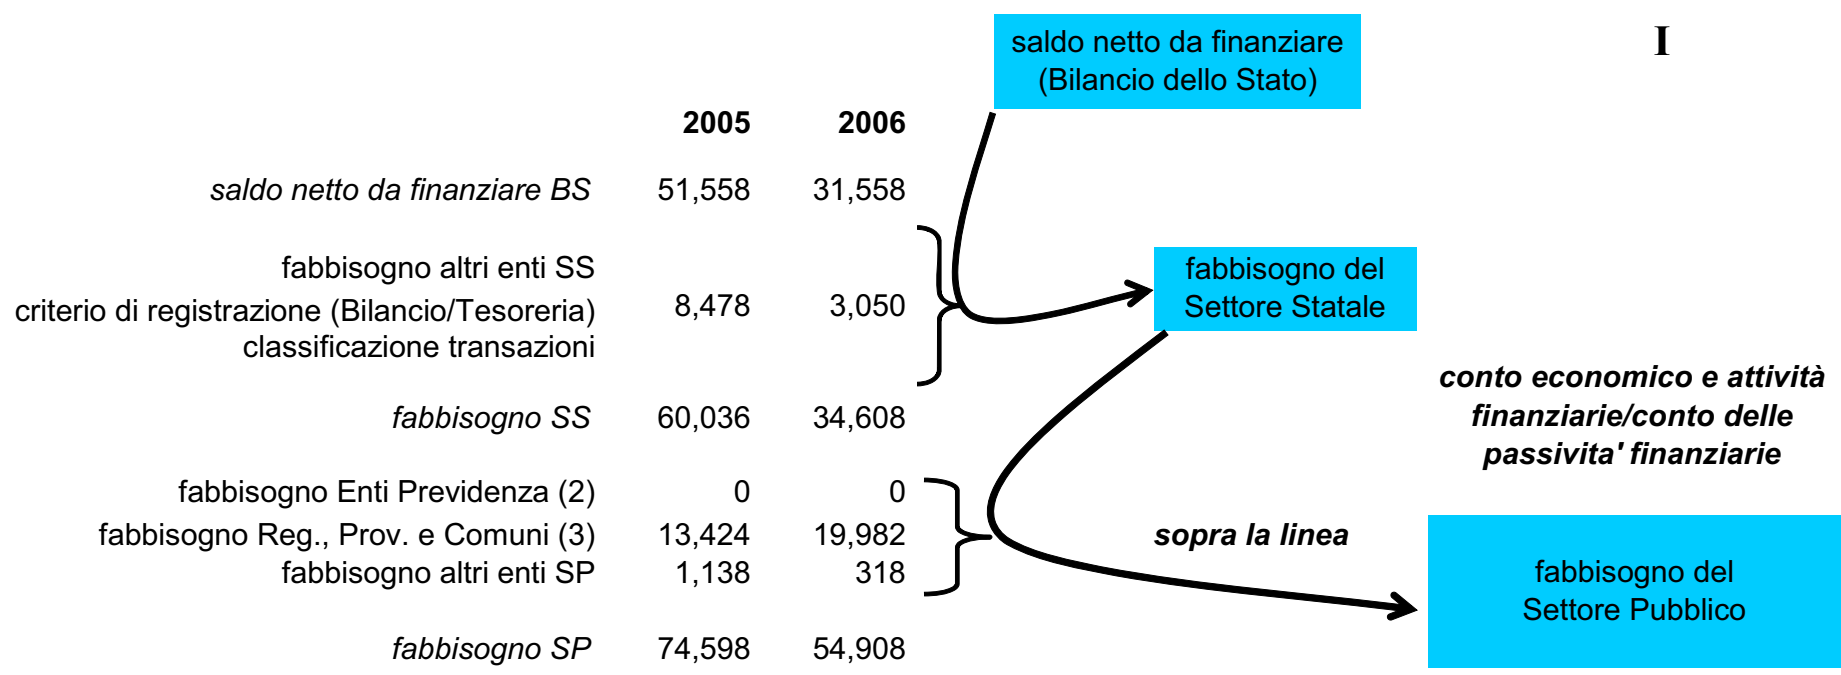 saldo netto da finanziare
(Bilancio dello Stato)
I
2005 2006
saldo netto da finanziare BS 51,558 31,558
fabbisogno altri enti SS
criterio di registrazione (Bilancio/Tesoreria) 8,478 3,050
classificazione transazioni
fabbisogno del
Settore Statale
conto economico e attività
finanziarie/conto delle
passivita' finanziarie
fabbisogno SS 60,036 34,608
fabbisogno Enti Previdenza (2) 0 0
fabbisogno Reg., Prov. e Comuni (3) 13,424 19,982
fabbisogno altri enti SP 1,138 318
sopra la linea
fabbisogno del
Settore Pubblico
fabbisogno SP 74,598 54,908